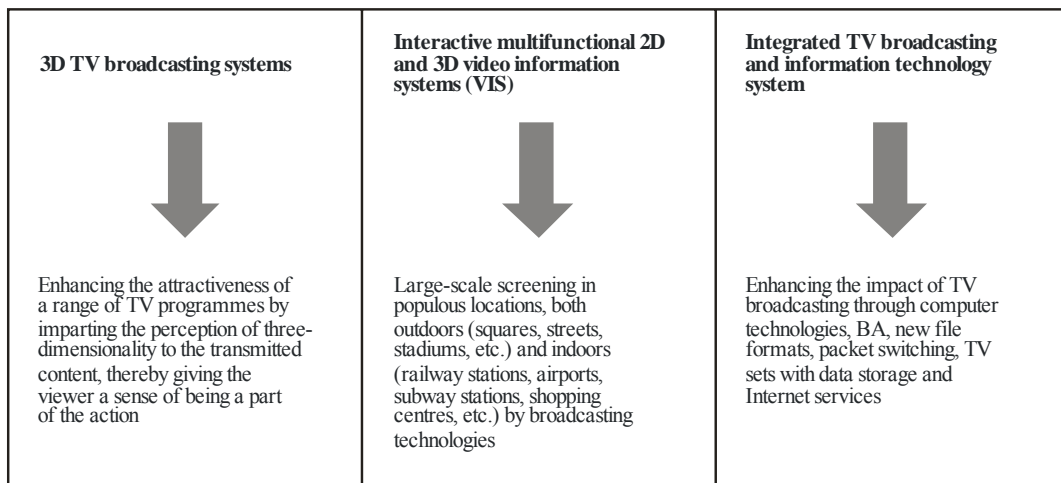 3D TV broadcasting systems
Enhancing the attractiveness of
a range of TV programmes by
imparting the perception of three-
dimensionality to the transmitted
content, thereby giving the
viewer a sense of being a part
of the action
Interactive multifunctional 2D
and 3D video information
systems (VIS)
Large-scale screening in
populous locations, both
outdoors (squares, streets,
stadiums, etc.) and indoors
(railway stations, airports,
subway stations, shopping
centres, etc.) by broadcasting
technologies
Integrated TV broadcasting
and information technology
system
Enhancing the impact of TV
broadcasting through computer
technologies, BA, new file
formats, packet switching, TV
sets with data storage and
Internet services